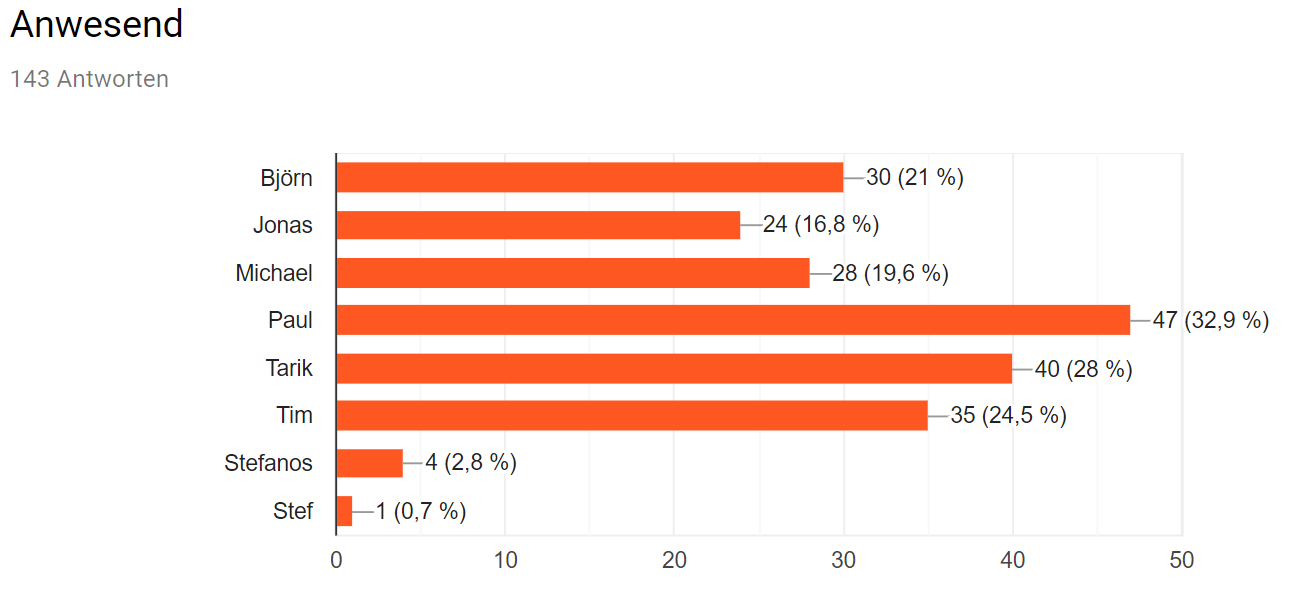 Anwesend
143 Antworten
Björn 30 (21 %)
Jonas 24 (16,8 %)
Michael 28 (19,6 %)
Paul 47 (32,9 %)
Tarik 40 (28 %)
Tim 35 (24,5 %)
Stefanos 4 (2,8 %)
Stef 1 (0,7 %)
0 10 20 30 40 50